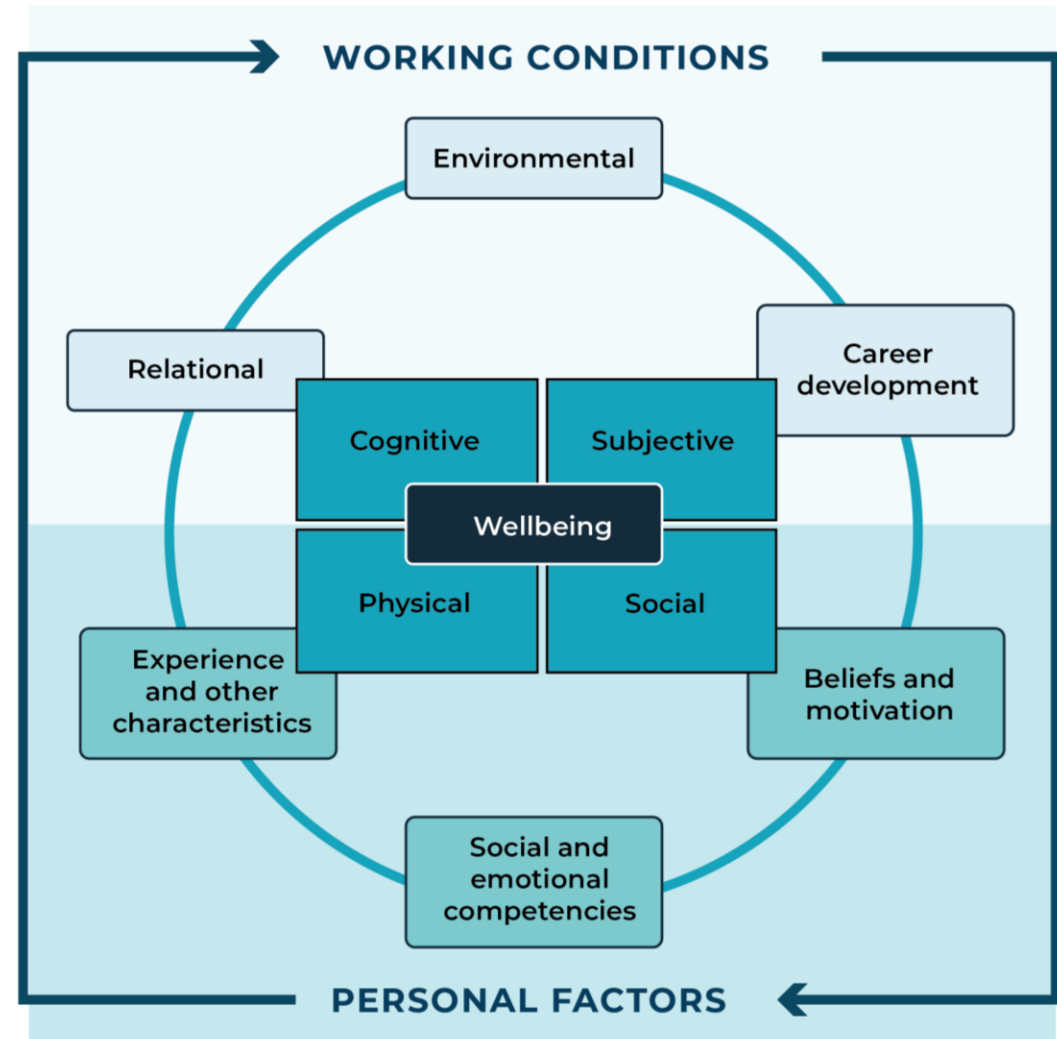 WORKING CONDITIONS
Environmental
Relational
Career
development
Cognitive
Subjective
Wellbeing
Physical
Social
Experience
and other
characteristics
Beliefs and
motivation
Social and
emotional
competencies
PERSONAL FACTORS